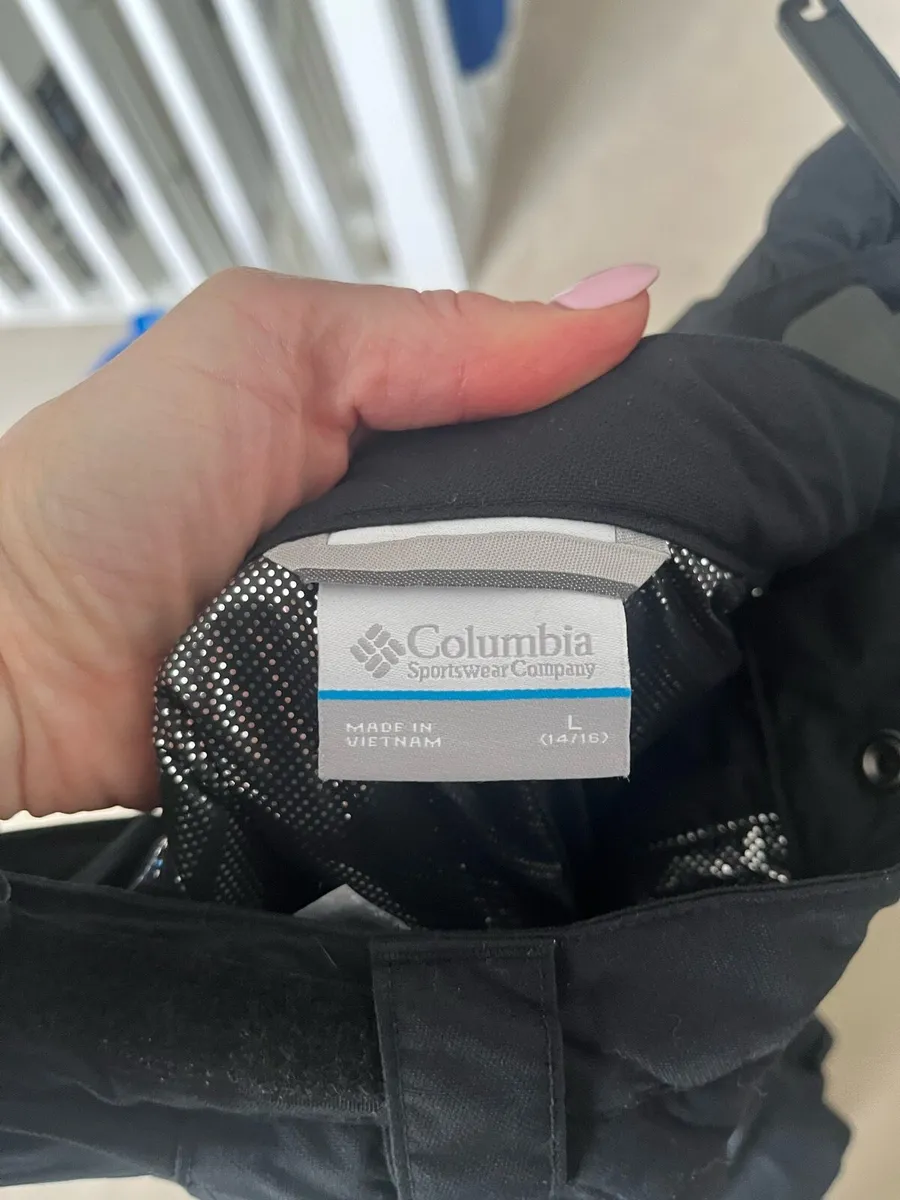 Columbia
Sportswear Company
MADE IN
VIETNAM
L
(14/16)